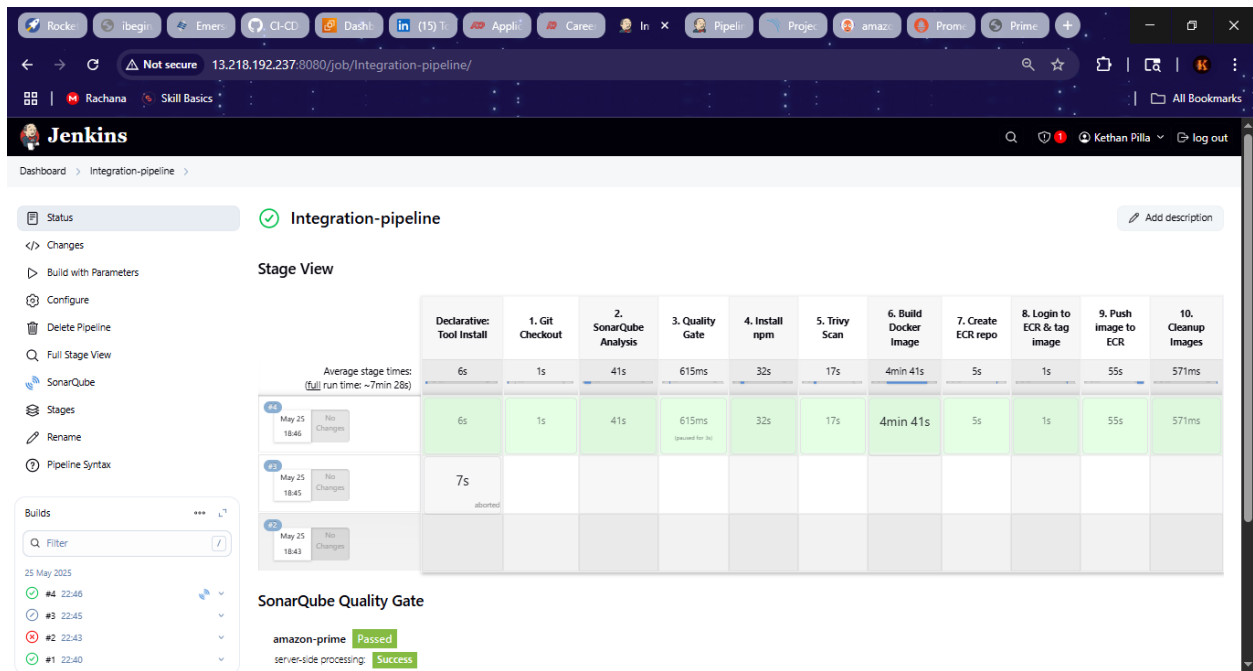 Rocke
ibegin
Emers
CI-CD
Dashb
in (15) Tc
Applic
Career
In
Pipelin
Projec
amazo
Prome
Prime
Not secure 13.218.192.237:8080/job/Integration-pipeline/
K
Rachana
Skill Basics
All Bookmarks
Jenkins
1
Kethan Pilla
log out
Dashboard > Integration-pipeline >
Status
Changes
Build with Parameters
Configure
Delete Pipeline
Full Stage View
SonarQube
Stages
Rename
Pipeline Syntax
Builds
Filter /
25 May 2025
#4 22:46
#3 22:45
#2 22:43
#1 22:40
Integration-pipeline
Add description
Stage View
Declarative:
Tool Install
1. Git
Checkout
2.
SonarQube
Analysis
3. Quality
Gate
4. Install
npm
5. Trivy
Scan
6. Build
Docker
Image
7. Create
ECR repo
8. Login to
ECR & tag
image
9. Push
image to
ECR
10.
Cleanup
Images
Average stage times:
(full run time: ~7min 28s)
6s 1s 41s 615ms 32s 17s 4min 41s 5s 1s 55s 571ms
#4
May 25
18:46
No
Changes
6s 1s 41s 615ms 32s 17s 4min 41s 5s 1s 55s 571ms
(paused for 3s)
#3
May 25
18:45
No
Changes
7s
aborted
#2
May 25
18:43
No
Changes
SonarQube Quality Gate
amazon-prime Passed
server-side processing: Success